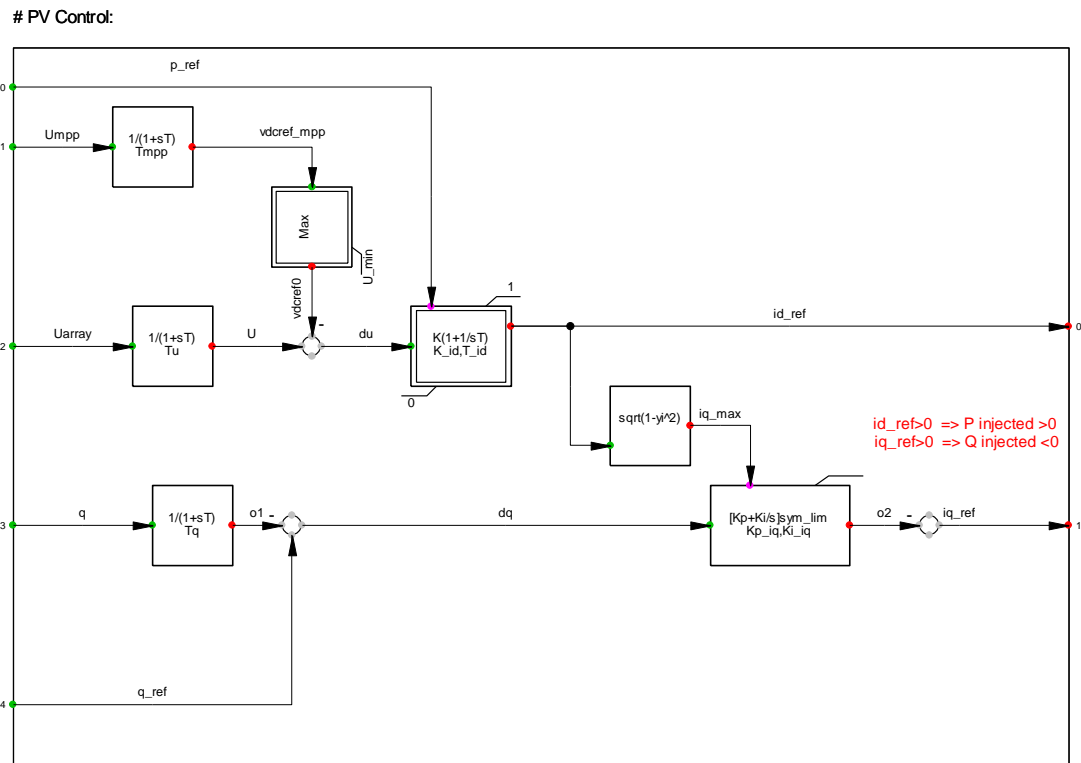 # PV Control:
p_ref
0
Umpp
1
1/(1+sT)
Tmpp
vdcref_mpp
Max
U_min
vdcref0
-
1
Uarray
2
1/(1+sT)
Tu
U
du
K(1+1/sT)
K_id,T_id
0
id_ref
0
sqrt(1-yi^2)
iq_max
id_ref>0 => P injected >0
iq_ref>0 => Q injected <0
q
3
1/(1+sT)
Tq
o1
-
dq
[Kp+Ki/s]sym_lim
Kp_iq,Ki_iq
o2
-
iq_ref
1
q_ref
4